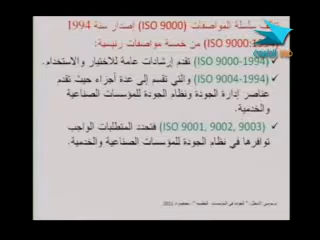 سلسلة المواصفات (ISO 9000) إصدار سنة 1994
(ISO 9000: من خمسة مواصفات رئيسية:
(ISO 9000-1994) تقدم إرشادات عامة للاختيار والاستخدام.
(ISO 9004-1994) والتي تقسم إلى عدة أجزاء حيث تقدم
عناصر إدارة الجودة ونظام الجودة للمؤسسات الصناعية
والخدمية.
(ISO 9001, 9002, 9003) فتحدد المتطلبات الواجب
توافرها في نظام الجودة للمؤسسات الصناعية والخدمية.